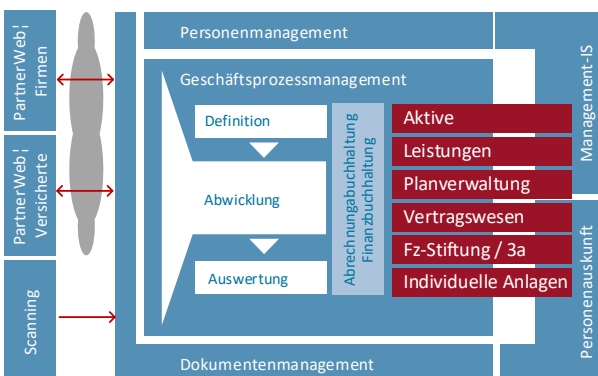 PartnerWeb¦
Firmen
PartnerWeb¦
Versicherte
Scanning
Personenmanagement
Geschäftsprozessmanagement
Definition
Abwicklung
Auswertung
Abrechnungabuchhaltung
Finanzbuchhaltung
Aktive
Leistungen
Planverwaltung
Vertragswesen
Fz-Stiftung / 3a
Individuelle Anlagen
Management-IS
Personenauskunft
Dokumentenmanagement